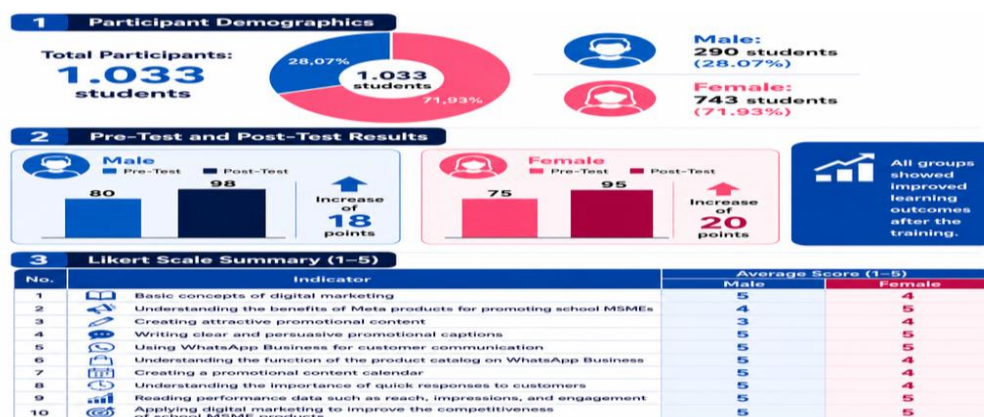 1 Participant Demographics
Total Participants:
1.033
students
28,07%
1.033
students
71,93%
Male:
290 students
(28.07%)
Female:
743 students
(71.93%)
2 Pre-Test and Post-Test Results
Male
Pre-Test Post-Test
80
98
Increase
of
18
points
Female
Pre-Test Post-Test
75
95
Increase
of
20
points
All groups
showed
improved
learning
outcomes
after the
training.
3 Likert Scale Summary (1–5)
No. Indicator Average Score (1–5)
Male Female
1 Basic concepts of digital marketing 5 4
2 Understanding the benefits of Meta products for promoting school MSMEs 4 5
3 Creating attractive promotional content 3 4
4 Writing clear and persuasive promotional captions 5 5
5 Using WhatsApp Business for customer communication 5 5
6 Understanding the function of the product catalog on WhatsApp Business 5 4
7 Creating a promotional content calendar 5 4
8 Understanding the importance of quick responses to customers 5 4
9 Reading performance data such as reach, impressions, and engagement 5 5
10 Applying digital marketing to improve the competitiveness 5 5
of school MSME products